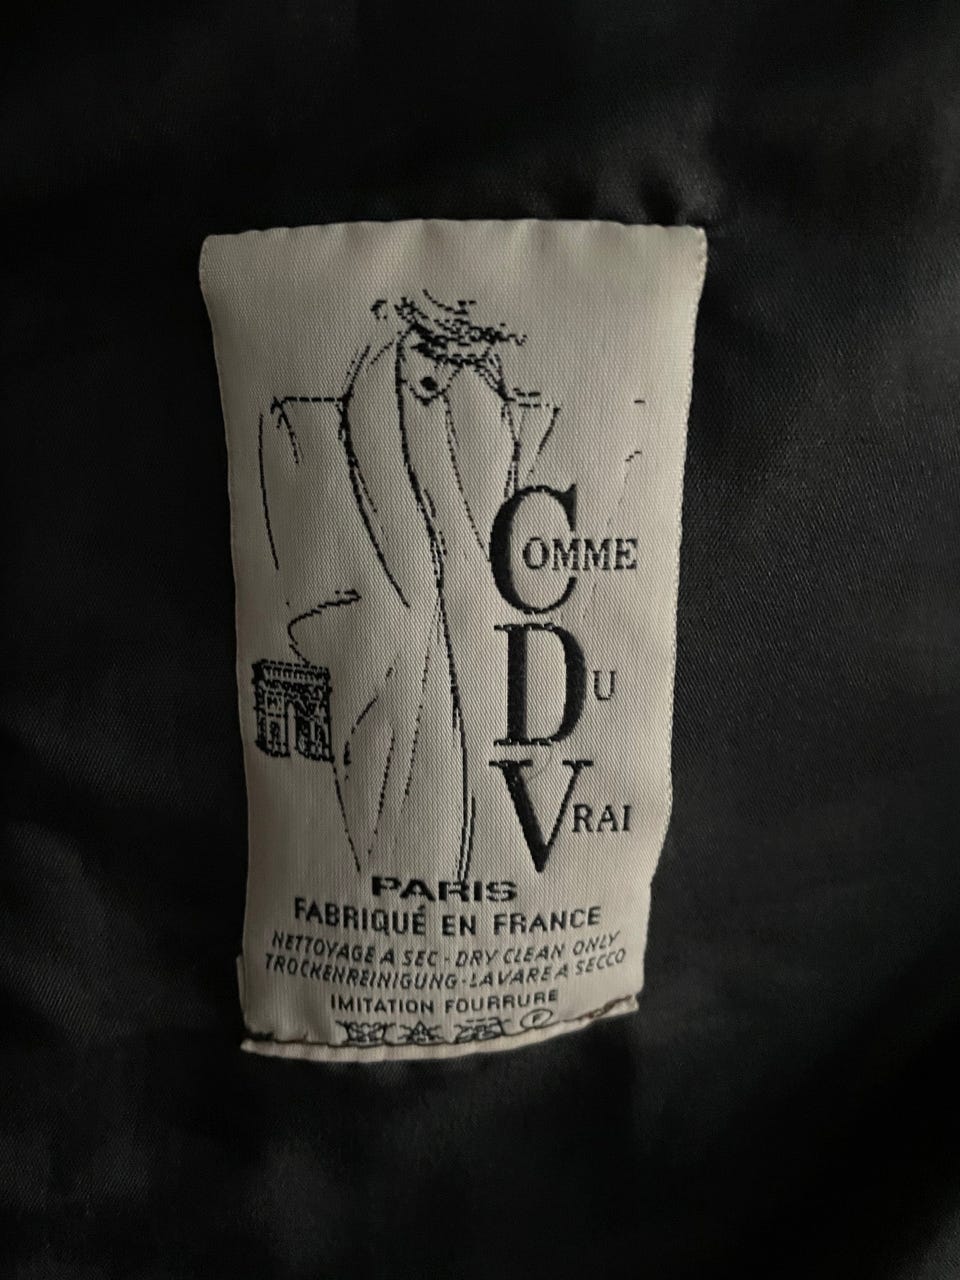 COMME
DU
VRAI
PARIS
FABRIQUÉ EN FRANCE
NETTOYAGE A SEC - DRY CLEAN ONLY
TROCKENREINIGUNG - LAVARE A SECCO
IMITATION FOURRURE
P